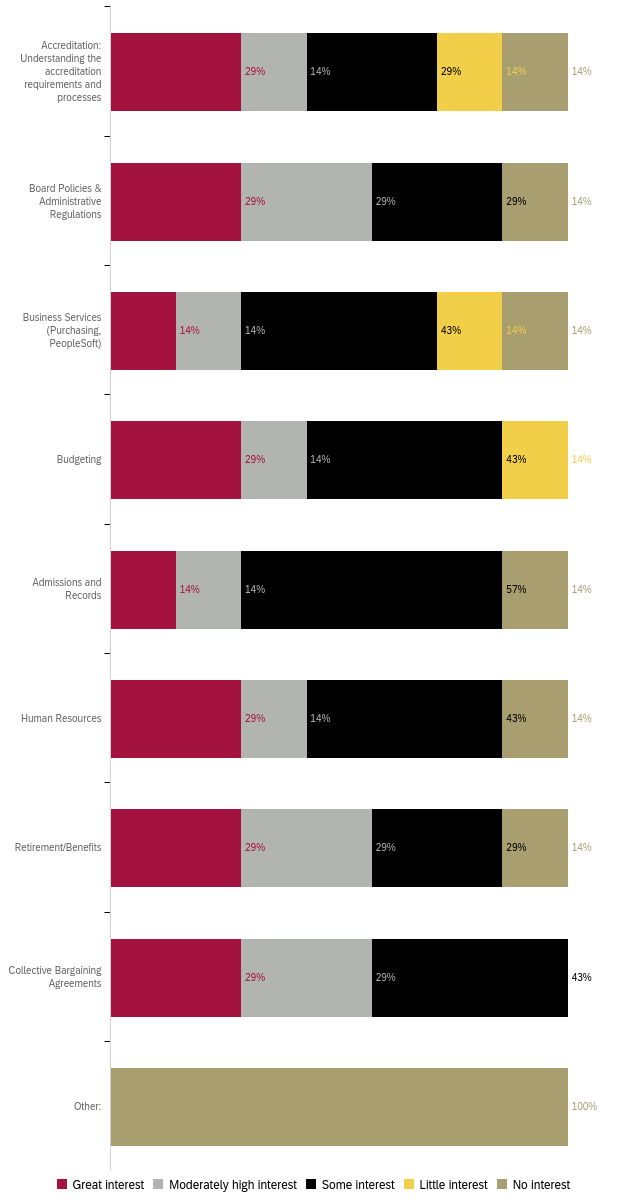 Accreditation:
Understanding the
accreditation
requirements and
processes
29% 14% 29% 14% 14%
Board Policies &
Administrative
Regulations
29% 29% 29% 14%
Business Services
(Purchasing,
PeopleSoft)
14% 14% 43% 14% 14%
Budgeting
29% 14% 43% 14%
Admissions and
Records
14% 14% 57% 14%
Human Resources
29% 14% 43% 14%
Retirement/Benefits
29% 29% 29% 14%
Collective Bargaining
Agreements
29% 29% 43%
Other:
100%
Great interest Moderately high interest Some interest Little interest No interest